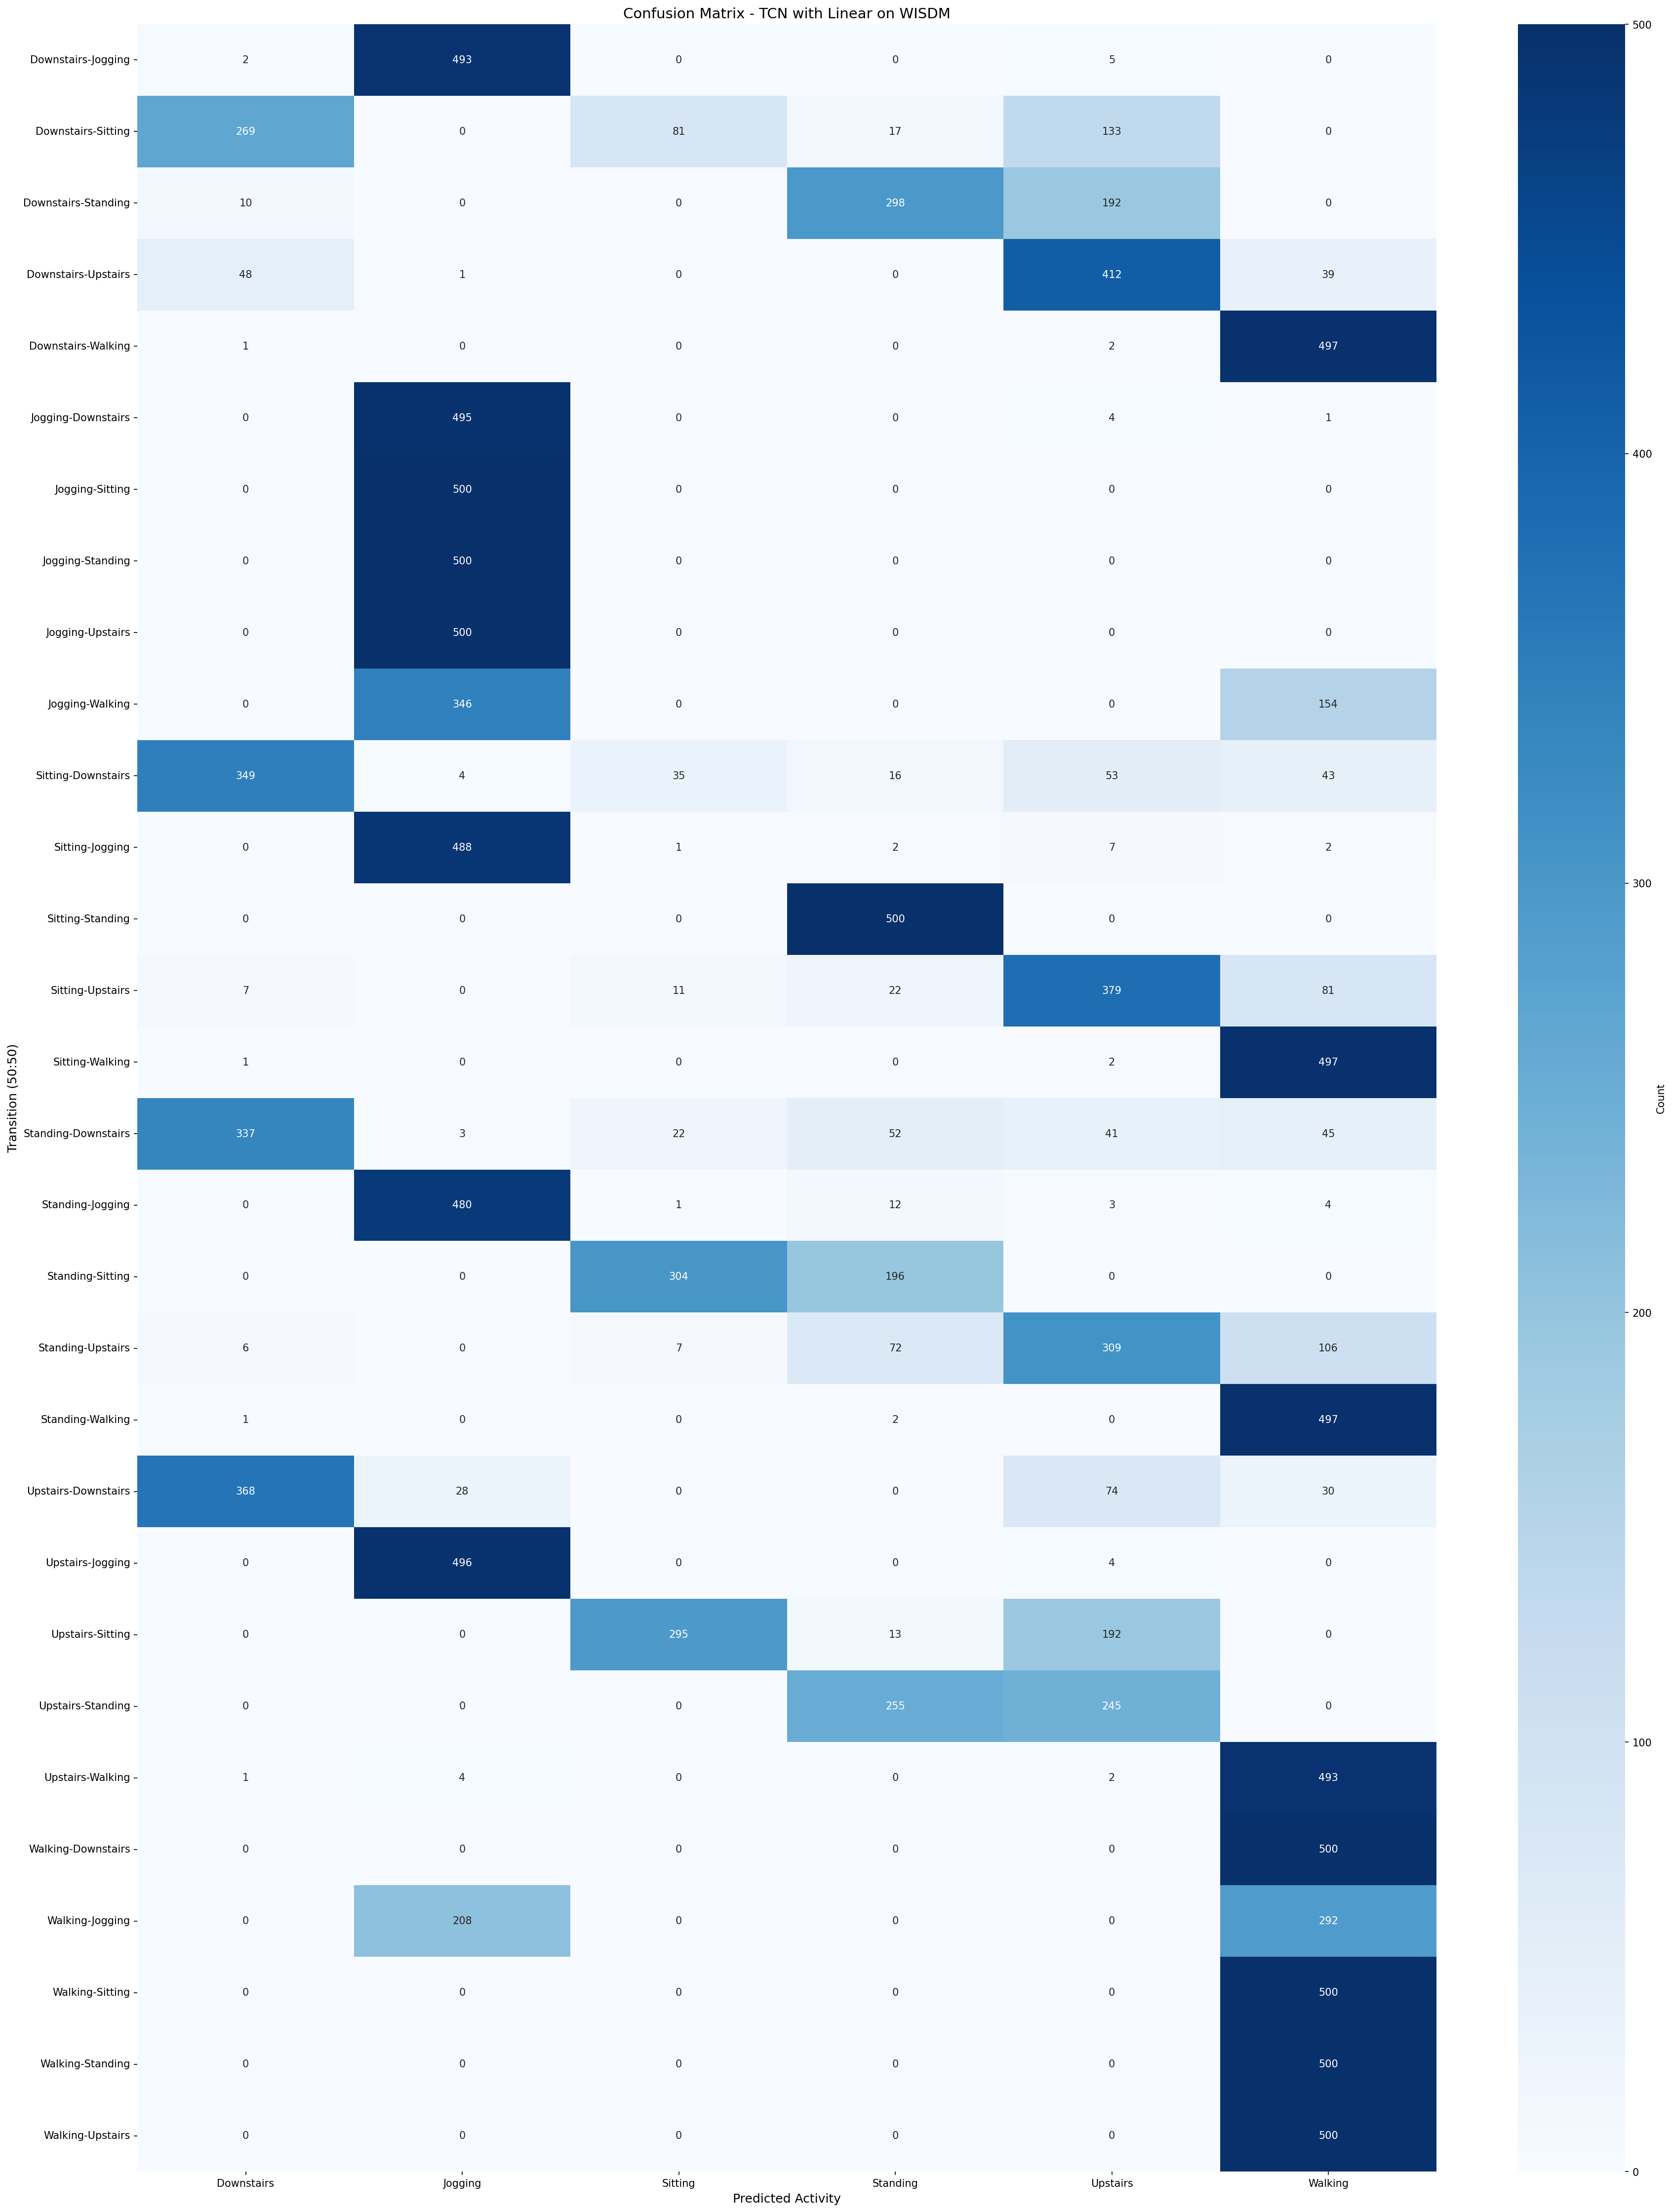 Confusion Matrix - TCN with Linear on WISDM
Downstairs-Jogging 2 493 0 0 5 0
Downstairs-Sitting 269 0 81 17 133 0
Downstairs-Standing 10 0 0 298 192 0
Downstairs-Upstairs 48 1 0 0 412 39
Downstairs-Walking 1 0 0 0 2 497
Jogging-Downstairs 0 495 0 0 4 1
Jogging-Sitting 0 500 0 0 0 0
Jogging-Standing 0 500 0 0 0 0
Jogging-Upstairs 0 500 0 0 0 0
Jogging-Walking 0 346 0 0 0 154
Sitting-Downstairs 349 4 35 16 53 43
Sitting-Jogging 0 488 1 2 7 2
Sitting-Standing 0 0 0 500 0 0
Sitting-Upstairs 7 0 11 22 379 81
Sitting-Walking 1 0 0 0 2 497
Standing-Downstairs 337 3 22 52 41 45
Standing-Jogging 0 480 1 12 3 4
Standing-Sitting 0 0 304 196 0 0
Standing-Upstairs 6 0 7 72 309 106
Standing-Walking 1 0 0 2 0 497
Upstairs-Downstairs 368 28 0 0 74 30
Upstairs-Jogging 0 496 0 0 4 0
Upstairs-Sitting 0 0 295 13 192 0
Upstairs-Standing 0 0 0 255 245 0
Upstairs-Walking 1 4 0 0 2 493
Walking-Downstairs 0 0 0 0 0 500
Walking-Jogging 0 208 0 0 0 292
Walking-Sitting 0 0 0 0 0 500
Walking-Standing 0 0 0 0 0 500
Walking-Upstairs 0 0 0 0 0 500
Downstairs Jogging Sitting Standing Upstairs Walking
Predicted Activity
Transition (50:50)
500
400
300
200
100
0
Count